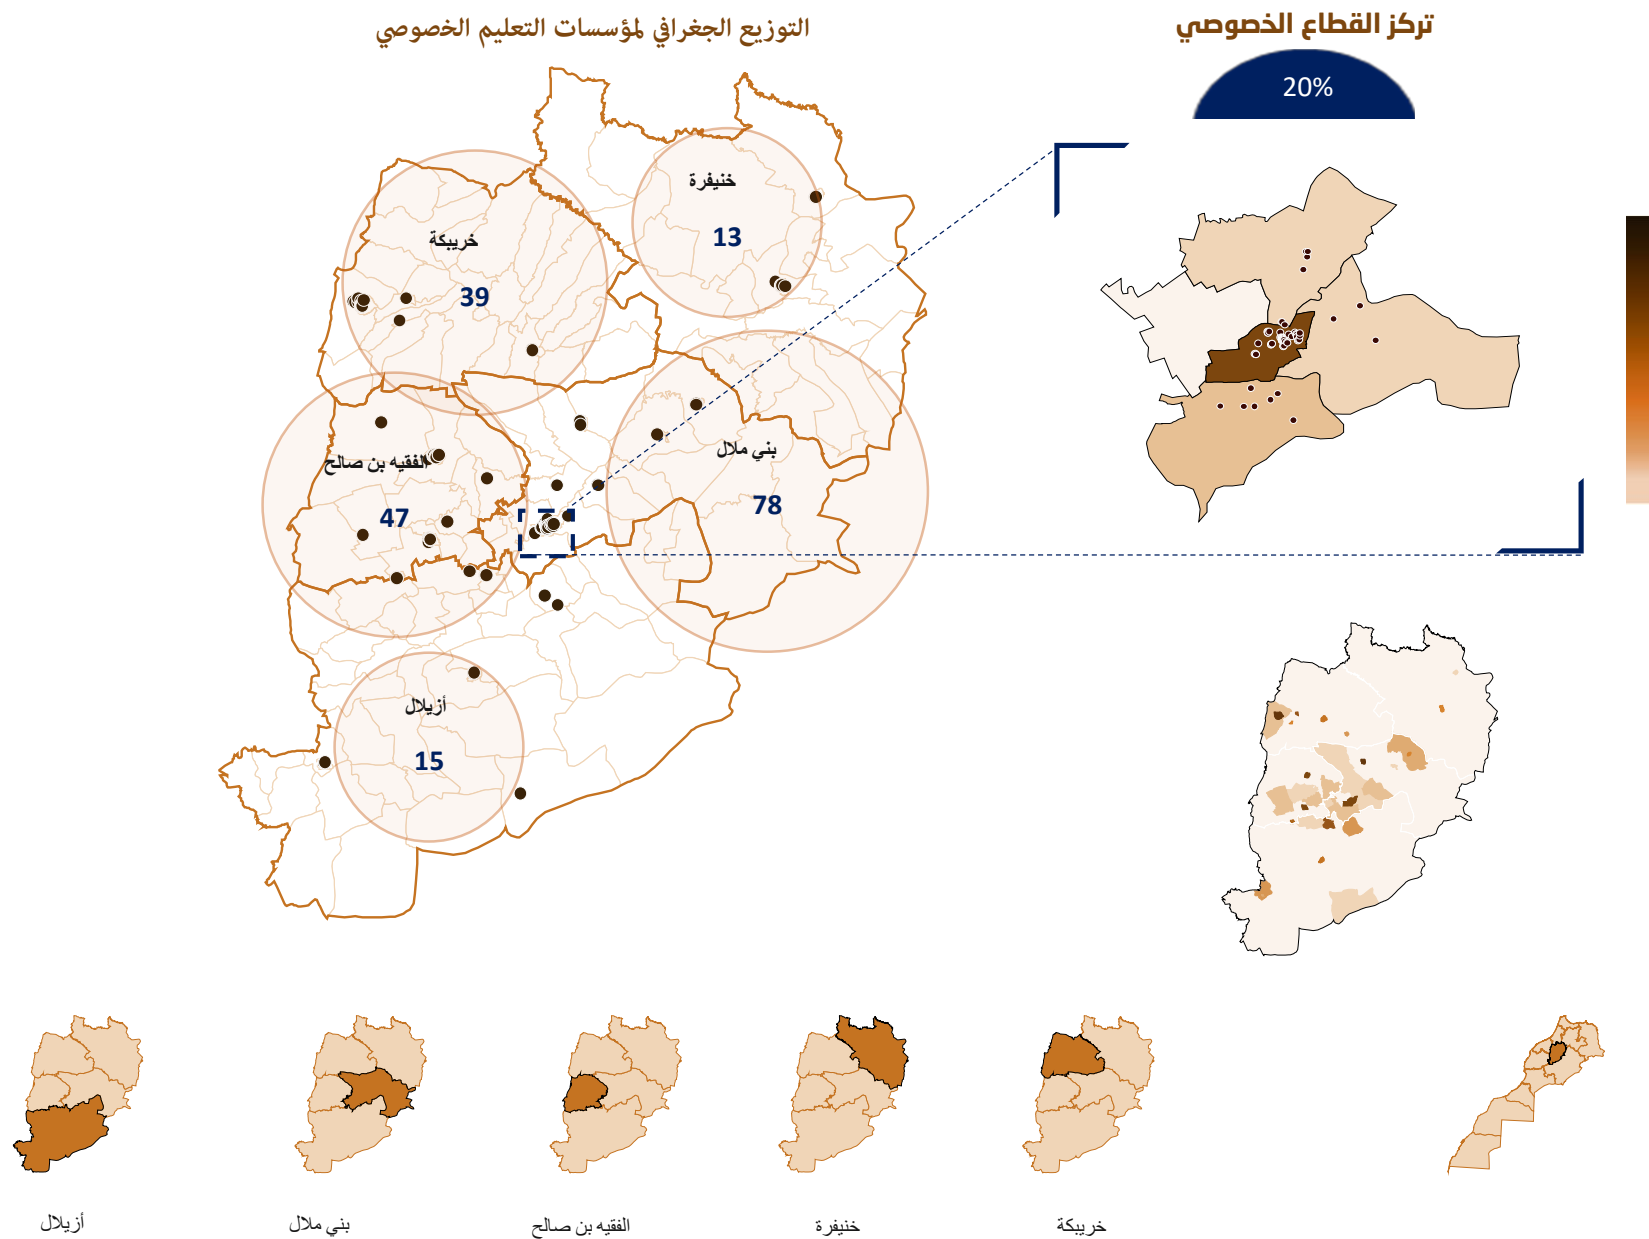 تركز القطاع الخصوصي
التوزيع الجغرافي لمؤسسات التعليم الخصوصي
20%
خنيفرة
13
خريبكة
39
بني ملال
78
الفقيه بن صالح
47
أزيلال
15
خريبكة
خنيفرة
الفقيه بن صالح
بني ملال
أزيلال